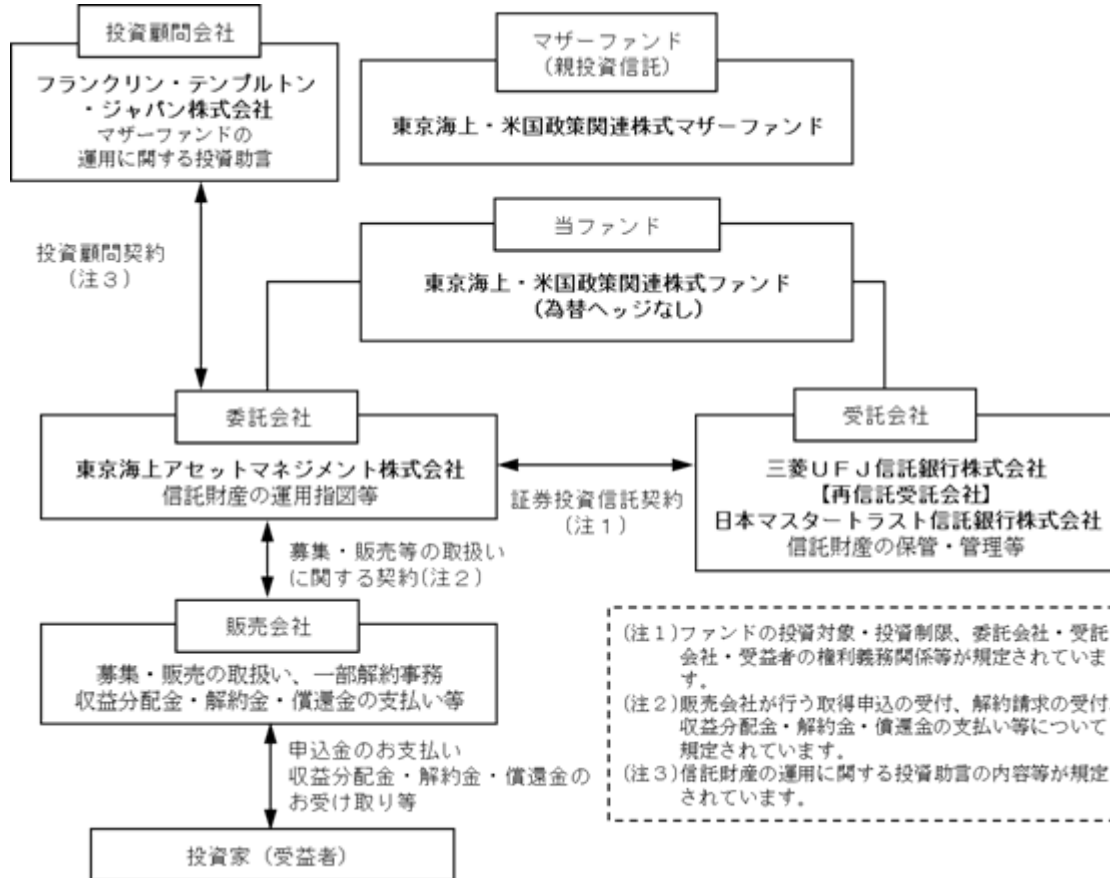 投資顧問会社
フランクリン・テンプルトン
・ジャパン株式会社
マザーファンドの
運用に関する投資助言
マザーファンド
(親投資信託)
東京海上・米国政策関連株式マザーファンド
投資顧問契約
(注3)
当ファンド
東京海上・米国政策関連株式ファンド
(為替ヘッジなし)
委託会社
東京海上アセットマネジメント株式会社
信託財産の運用指図等
証券投資信託契約
(注1)
受託会社
三菱UFJ信託銀行株式会社
【再信託受託会社】
日本マスタートラスト信託銀行株式会社
信託財産の保管・管理等
募集・販売等の取扱い
に関する契約(注2)
販売会社
募集・販売の取扱い、一部解約事務
収益分配金・解約金・償還金の支払い等
申込金のお支払い
収益分配金・解約金・償還金の
お受け取り等
投資家(受益者)
(注1)ファンドの投資対象・投資制限、委託会社・受託
会社・受益者の権利義務関係等が規定されていま
す。
(注2)販売会社が行う取得申込の受付、解約請求の受付、
収益分配金・解約金・償還金の支払い等について
規定されています。
(注3)信託財産の運用に関する投資助言の内容等が規定
されています。